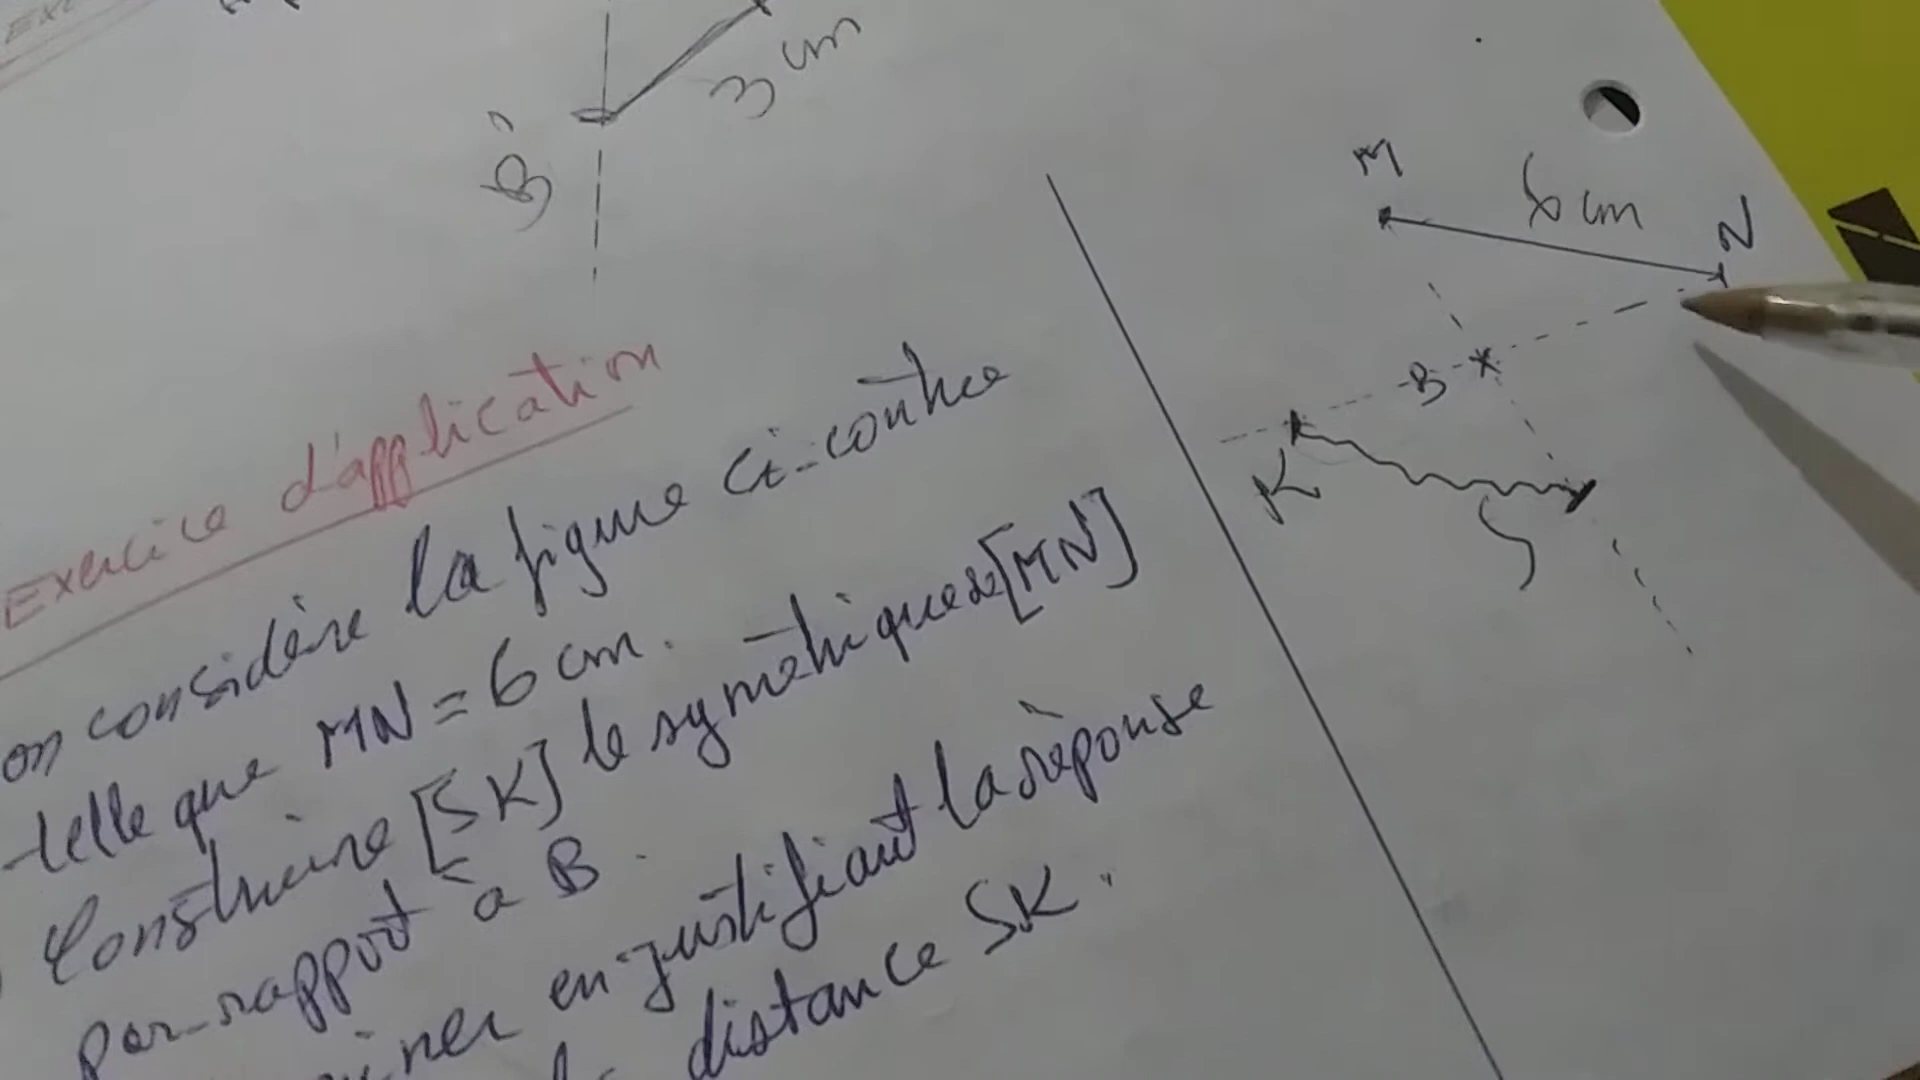 3 cm
B'
Exercice d'application
on considère la figure ci-contre
telle que MN = 6 cm.
Construire [SK] le symétrique de [MN]
par rapport à B.
en justifiant la réponse
distance SK.
M
6 cm
N
B
K
S